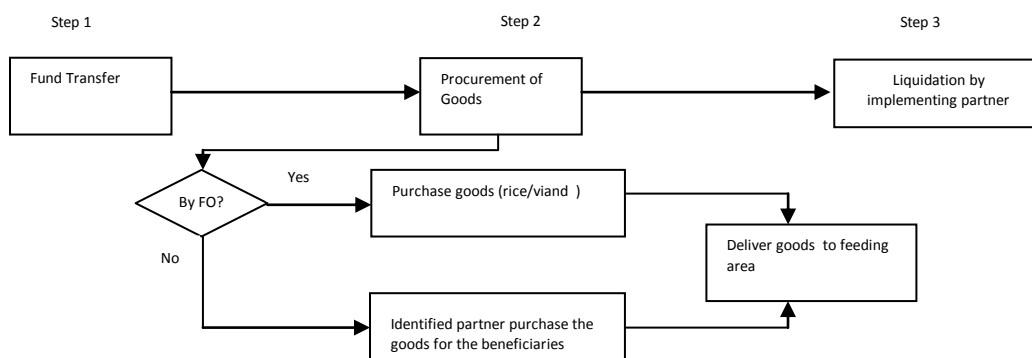 Step 1
Step 2
Step 3
Fund Transfer
Procurement of
Goods
Liquidation by
implementing partner
By FO?
Yes
Purchase goods (rice/viand )
No
Deliver goods to feeding
area
Identified partner purchase the
goods for the beneficiaries